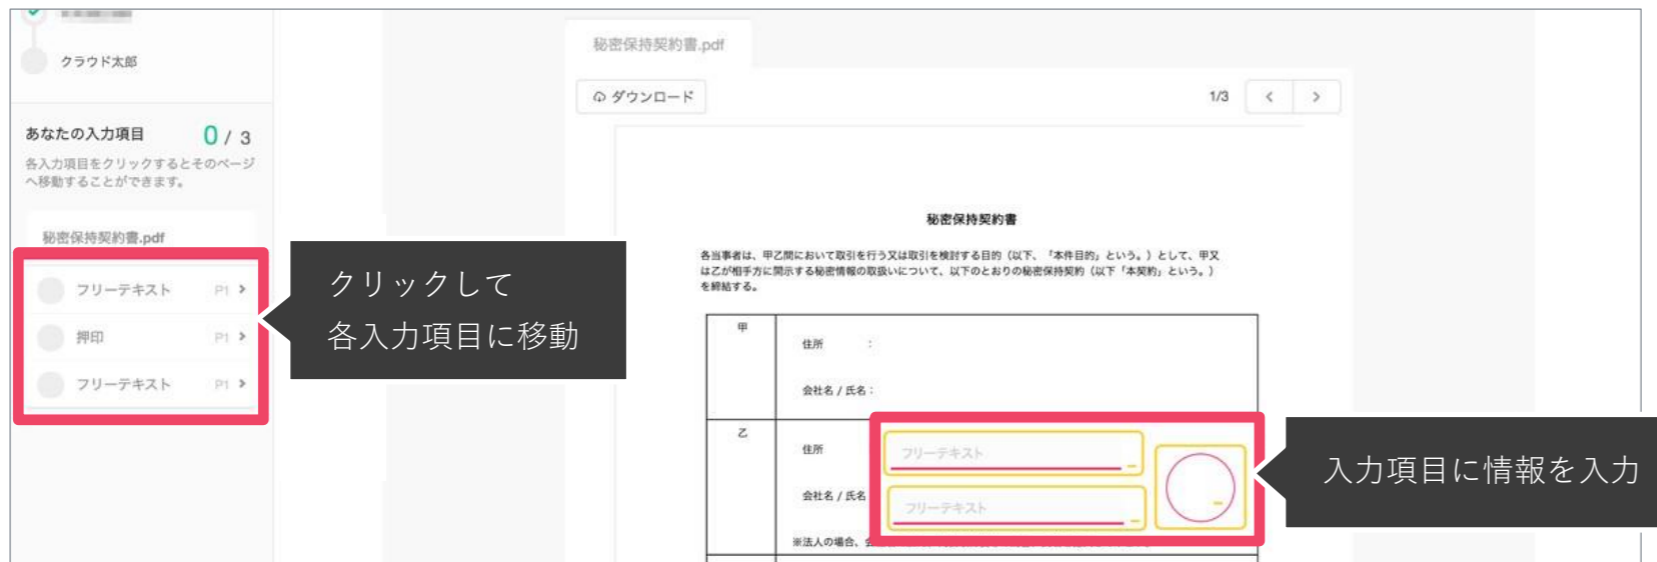 クラウド太郎
あなたの入力項目 0 / 3
各入力項目をクリックするとそのページ
へ移動することができます。
秘密保持契約書.pdf
フリーテキスト P1
押印 P1
フリーテキスト P1
クリックして
各入力項目に移動
秘密保持契約書.pdf
ダウンロード
1/3
秘密保持契約書
各当事者は、甲乙間において取引を行う又は取引を検討する目的（以下、「本件目的」という。）として、甲又
は乙が相手方に開示する秘密情報の取扱いについて、以下のとおりの秘密保持契約（以下「本契約」という。）
を締結する。
甲
住所 :
会社名 / 氏名 :
乙
住所
フリーテキスト
会社名 / 氏名
フリーテキスト
※法人の場合、
入力項目に情報を入力